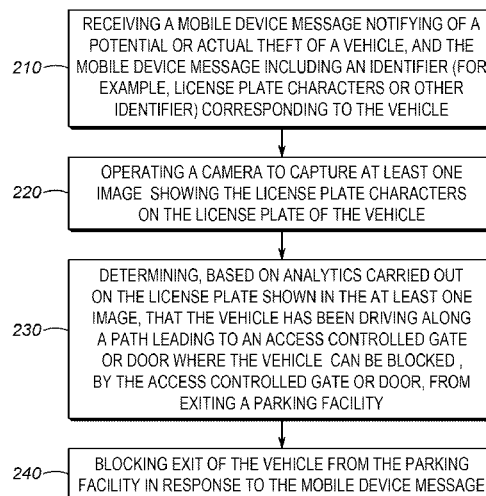 210
RECEIVING A MOBILE DEVICE MESSAGE NOTIFYING OF A
POTENTIAL OR ACTUAL THEFT OF A VEHICLE, AND THE
MOBILE DEVICE MESSAGE INCLUDING AN IDENTIFIER (FOR
EXAMPLE, LICENSE PLATE CHARACTERS OR OTHER
IDENTIFIER) CORRESPONDING TO THE VEHICLE
220
OPERATING A CAMERA TO CAPTURE AT LEAST ONE
IMAGE SHOWING THE LICENSE PLATE CHARACTERS
ON THE LICENSE PLATE OF THE VEHICLE
230
DETERMINING, BASED ON ANALYTICS CARRIED OUT
ON THE LICENSE PLATE SHOWN IN THE AT LEAST ONE
IMAGE, THAT THE VEHICLE HAS BEEN DRIVING ALONG
A PATH LEADING TO AN ACCESS CONTROLLED GATE
OR DOOR WHERE THE VEHICLE CAN BE BLOCKED ,
BY THE ACCESS CONTROLLED GATE OR DOOR, FROM
EXITING A PARKING FACILITY
240
BLOCKING EXIT OF THE VEHICLE FROM THE PARKING
FACILITY IN RESPONSE TO THE MOBILE DEVICE MESSAGE